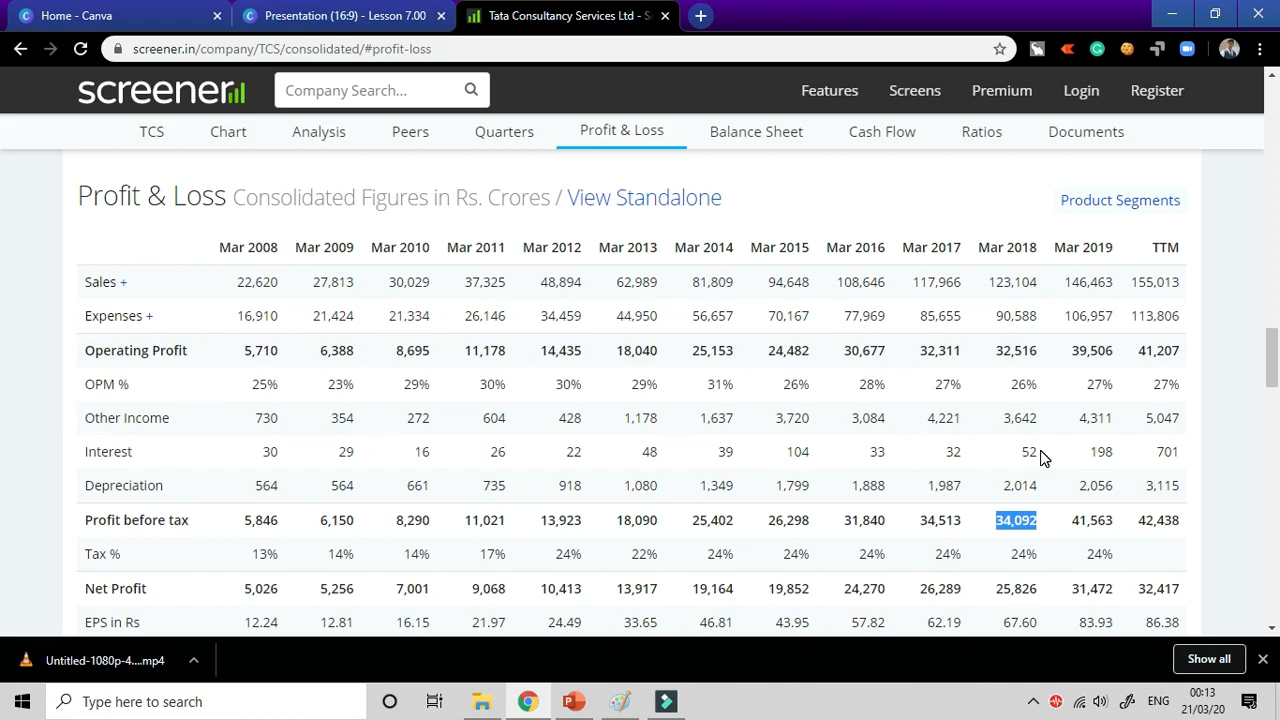 Home - Canva
Presentation (16:9) - Lesson 7.00
Tata Consultancy Services Ltd - S
screener.in/company/TCS/consolidated/#profit-loss
screener
Company Search...
Features Screens Premium Login Register
TCS Chart Analysis Peers Quarters Profit & Loss Balance Sheet Cash Flow Ratios Documents
Profit & Loss Consolidated Figures in Rs. Crores / View Standalone
Product Segments
Mar 2008 Mar 2009 Mar 2010 Mar 2011 Mar 2012 Mar 2013 Mar 2014 Mar 2015 Mar 2016 Mar 2017 Mar 2018 Mar 2019 TTM
Sales + 22,620 27,813 30,029 37,325 48,894 62,989 81,809 94,648 108,646 117,966 123,104 146,463 155,013
Expenses + 16,910 21,424 21,334 26,146 34,459 44,950 56,657 70,167 77,969 85,655 90,588 106,957 113,806
Operating Profit 5,710 6,388 8,695 11,178 14,435 18,040 25,153 24,482 30,677 32,311 32,516 39,506 41,207
OPM % 25% 23% 29% 30% 30% 29% 31% 26% 28% 27% 26% 27% 27%
Other Income 730 354 272 604 428 1,178 1,637 3,720 3,084 4,221 3,642 4,311 5,047
Interest 30 29 16 26 22 48 39 104 33 32 52 198 701
Depreciation 564 564 661 735 918 1,080 1,349 1,799 1,888 1,987 2,014 2,056 3,115
Profit before tax 5,846 6,150 8,290 11,021 13,923 18,090 25,402 26,298 31,840 34,513 34,092 41,563 42,438
Tax % 13% 14% 14% 17% 24% 22% 24% 24% 24% 24% 24% 24%
Net Profit 5,026 5,256 7,001 9,068 10,413 13,917 19,164 19,852 24,270 26,289 25,826 31,472 32,417
EPS in Rs 12.24 12.81 16.15 21.97 24.49 33.65 46.81 43.95 57.82 62.19 67.60 83.93 86.38
Untitled-1080p-4....mp4
Show all
Type here to search
ENG
00:13
21/03/20